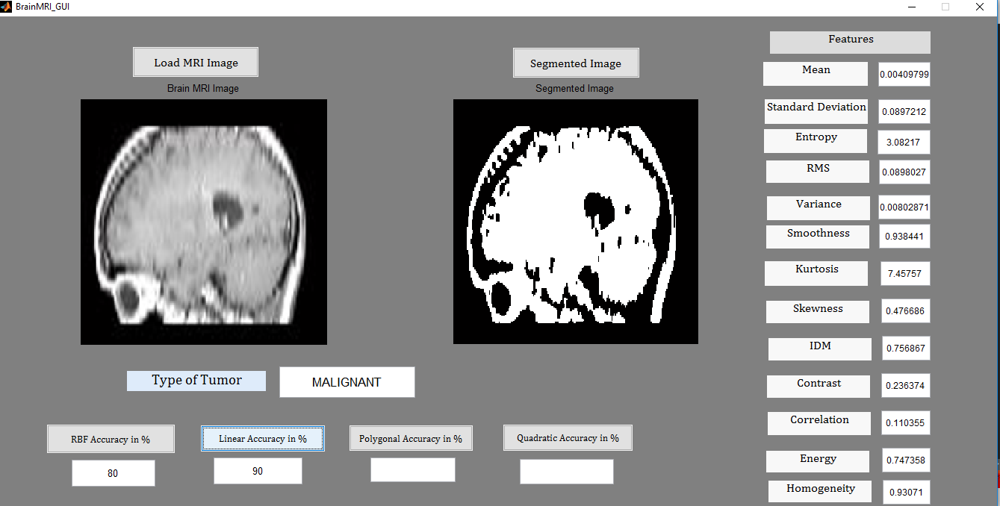 BrainMRI_GUI
Load MRI Image
Brain MRI Image
Segmented Image
Segmented Image
Type of Tumor
MALIGNANT
RBF Accuracy in %
80
Linear Accuracy in %
90
Polygonal Accuracy in %
Quadratic Accuracy in %
Features
Mean 0.00409799
Standard Deviation 0.0897212
Entropy 3.08217
RMS 0.0898027
Variance 0.00802871
Smoothness 0.938441
Kurtosis 7.45757
Skewness 0.476686
IDM 0.756867
Contrast 0.236374
Correlation 0.110355
Energy 0.747358
Homogeneity 0.93071